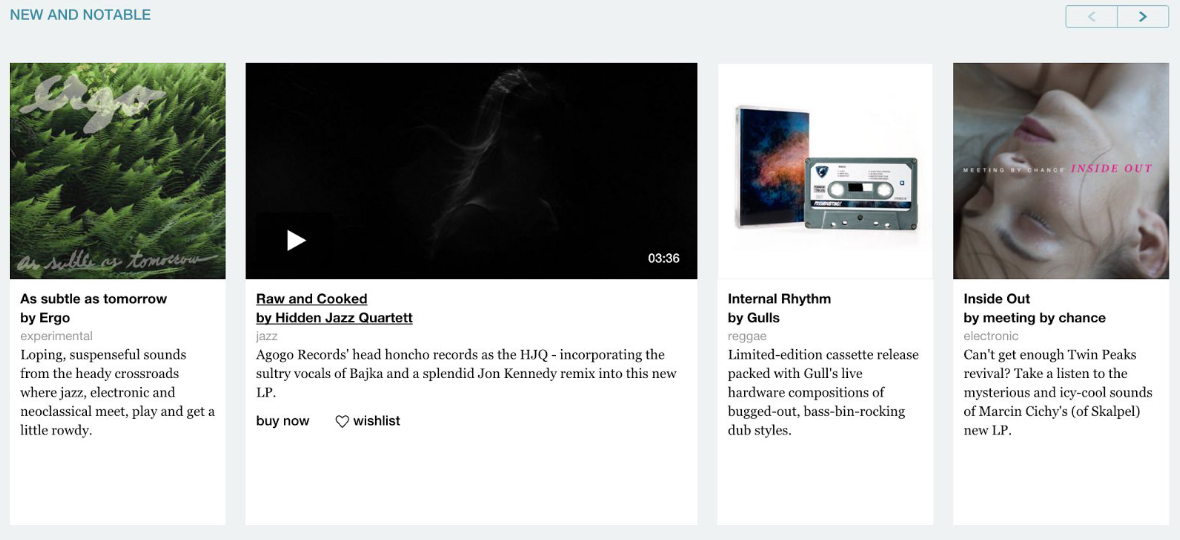 NEW AND NOTABLE
ergo
as subtle as tomorrow
As subtle as tomorrow
by Ergo
experimental
Loping, suspenseful sounds
from the heady crossroads
where jazz, electronic and
neoclassical meet, play and get a
little rowdy.
03:36
Raw and Cooked
by Hidden Jazz Quartett
jazz
Agogo Records' head honcho records as the HJQ - incorporating the
sultry vocals of Bajka and a splendid Jon Kennedy remix into this new
LP.
buy now wishlist
Internal Rhythm
by Gulls
reggae
Limited-edition cassette release
packed with Gull's live
hardware compositions of
bugged-out, bass-bin-rocking
dub styles.
MEETING BY CHANCE INSIDE OUT
Inside Out
by meeting by chance
electronic
Can't get enough Twin Peaks
revival? Take a listen to the
mysterious and icy-cool sounds
of Marcin Cichy's (of Skalpel)
new LP.